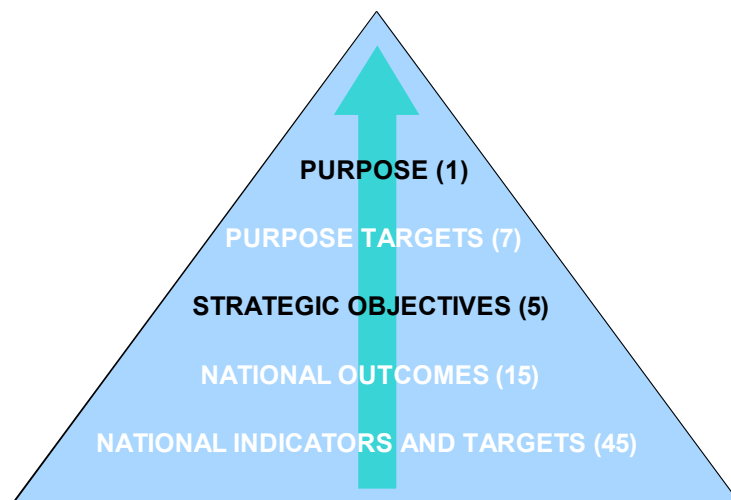 PURPOSE (1)
PURPOSE TARGETS (7)
STRATEGIC OBJECTIVES (5)
NATIONAL OUTCOMES (15)
NATIONAL INDICATORS AND TARGETS (45)